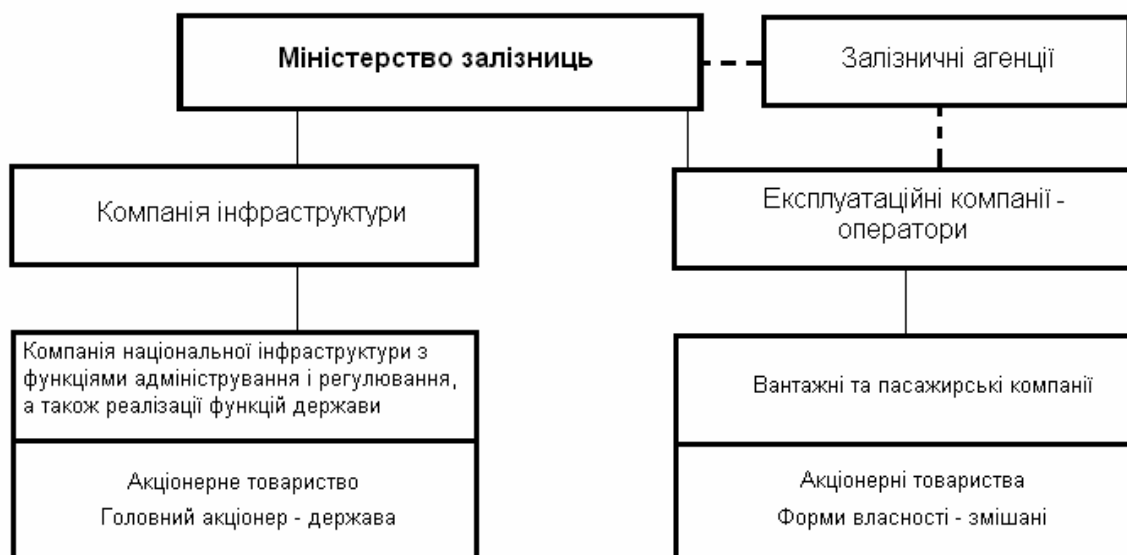 Міністерство залізниць
Залізничні агенції
Компанія інфраструктури
Експлуатаційні компанії -
оператори
Компанія національної інфраструктури з
функціями адміністрування і регулювання,
а також реалізації функцій держави
Акціонерне товариство
Головний акціонер - держава
Вантажні та пасажирські компанії
Акціонерні товариства
Форми власності - змішані